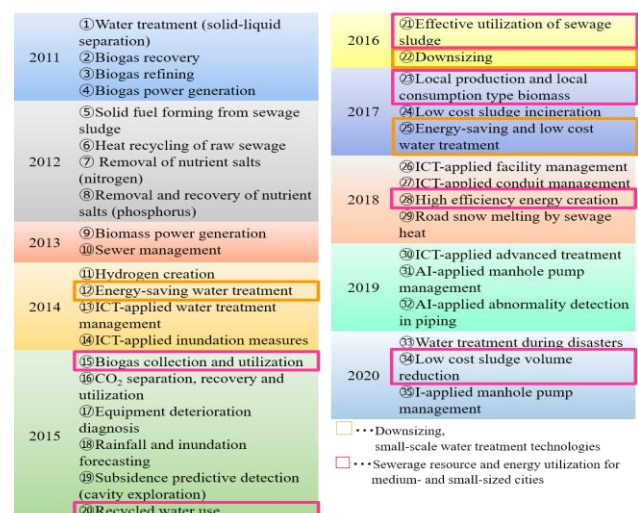 2011
①Water treatment (solid-liquid
separation)
②Biogas recovery
③Biogas refining
④Biogas power generation
2012
⑤Solid fuel forming from sewage
sludge
⑥Heat recycling of raw sewage
⑦ Removal of nutrient salts
(nitrogen)
⑧Removal and recovery of nutrient
salts (phosphorus)
2013
⑨Biomass power generation
⑩Sewer management
2014
⑪Hydrogen creation
⑫Energy-saving water treatment
⑬ICT-applied water treatment
management
⑭ICT-applied inundation measures
2015
⑮Biogas collection and utilization
⑯CO₂ separation, recovery and
utilization
⑰Equipment deterioration
diagnosis
⑱Rainfall and inundation
forecasting
⑲Subsidence predictive detection
(cavity exploration)
⑳Recycled water use
2016
㉑Effective utilization of sewage
sludge
㉒Downsizing
2017
㉓Local production and local
consumption type biomass
㉔Low cost sludge incineration
㉕Energy-saving and low cost
water treatment
2018
㉖ICT-applied facility management
㉗ICT-applied conduit management
㉘High efficiency energy creation
㉙Road snow melting by sewage
heat
2019
㉚ICT-applied advanced treatment
㉛AI-applied manhole pump
management
㉜AI-applied abnormality detection
in piping
2020
㉝Water treatment during disasters
㉞Low cost sludge volume
reduction
㉟I-applied manhole pump
management
・・・Downsizing,
small-scale water treatment technologies
・・・Sewerage resource and energy utilization for
medium- and small-sized cities